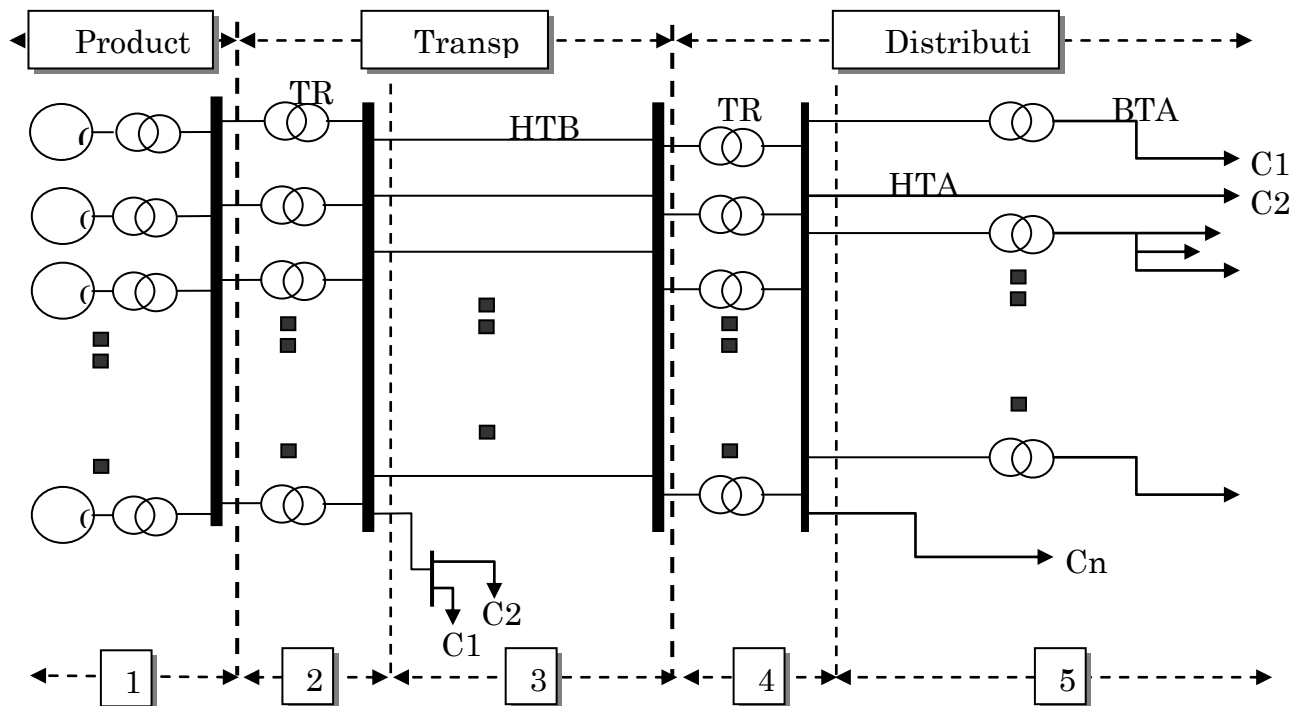 Product
Transp
Distributi
TR
HTB
TR
BTA
C1
HTA
C2
Cn
C2
C1
1
2
3
4
5